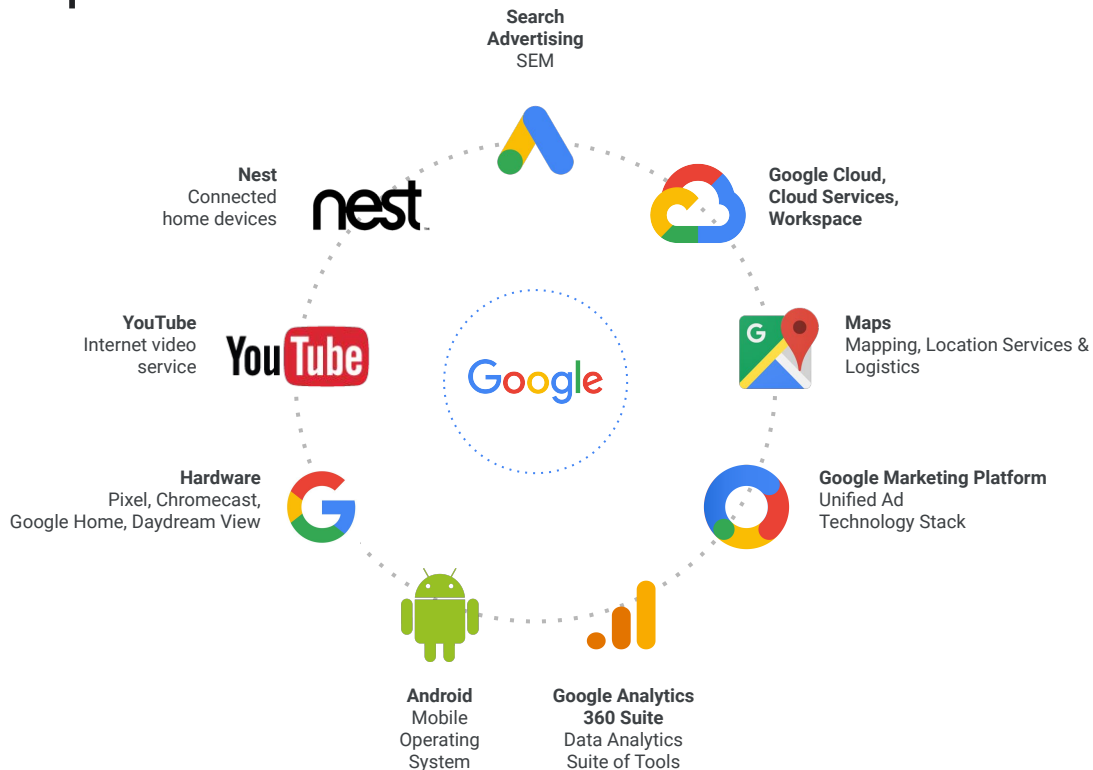 Search
Advertising
SEM
Nest
Connected
home devices
nest
Google Cloud,
Cloud Services,
Workspace
YouTube
Internet video
service
YouTube
Google
G
Maps
Mapping, Location Services &
Logistics
Hardware
Pixel, Chromecast,
Google Home, Daydream View
G
Google Marketing Platform
Unified Ad
Technology Stack
Android
Mobile
Operating
System
Google Analytics
360 Suite
Data Analytics
Suite of Tools